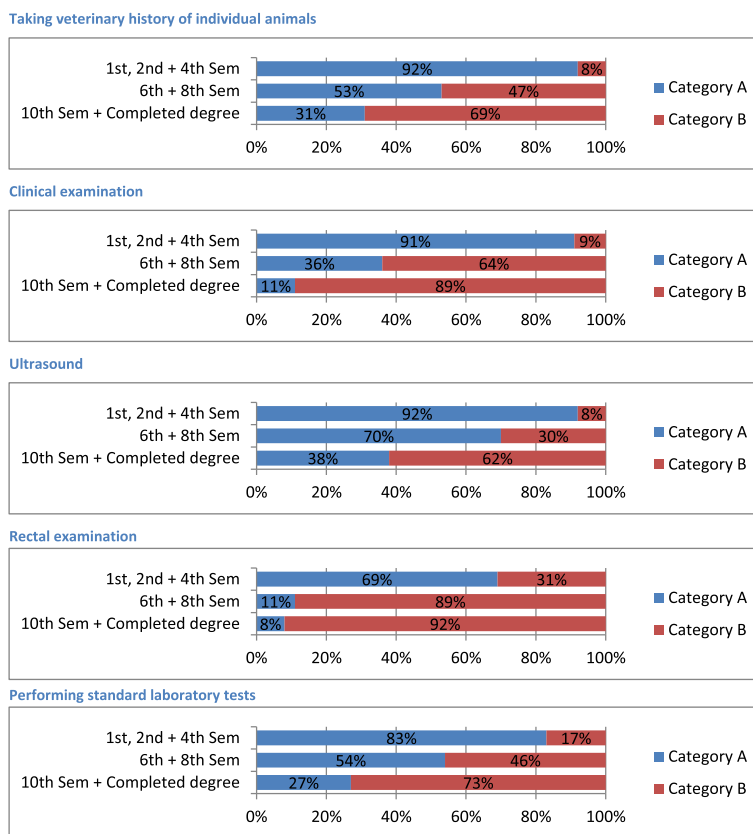 Taking veterinary history of individual animals
1st, 2nd + 4th Sem 92% 8%
6th + 8th Sem 53% 47%
10th Sem + Completed degree 31% 69%
0% 20% 40% 60% 80% 100%
Category A
Category B
Clinical examination
1st, 2nd + 4th Sem 91% 9%
6th + 8th Sem 36% 64%
10th Sem + Completed degree 11% 89%
0% 20% 40% 60% 80% 100%
Category A
Category B
Ultrasound
1st, 2nd + 4th Sem 92% 8%
6th + 8th Sem 70% 30%
10th Sem + Completed degree 38% 62%
0% 20% 40% 60% 80% 100%
Category A
Category B
Rectal examination
1st, 2nd + 4th Sem 69% 31%
6th + 8th Sem 11% 89%
10th Sem + Completed degree 8% 92%
0% 20% 40% 60% 80% 100%
Category A
Category B
Performing standard laboratory tests
1st, 2nd + 4th Sem 83% 17%
6th + 8th Sem 54% 46%
10th Sem + Completed degree 27% 73%
0% 20% 40% 60% 80% 100%
Category A
Category B